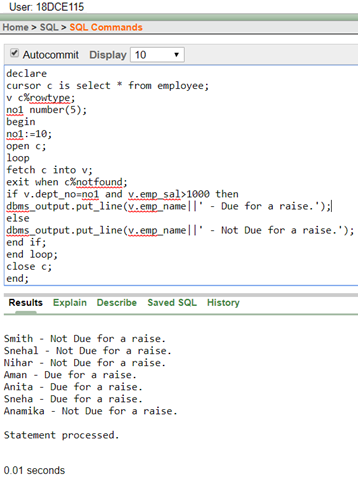 User: 18DCE115
Home > SQL > SQL Commands
Autocommit Display 10
declare
cursor c is select * from employee;
v c%rowtype;
no1 number(5);
begin
no1:=10;
open c;
loop
fetch c into v;
exit when c%notfound;
if v.dept_no=no1 and v.emp_sal>1000 then
dbms_output.put_line(v.emp_name||' - Due for a raise.');
else
dbms_output.put_line(v.emp_name||' - Not Due for a raise.');
end if;
end loop;
close c;
end;
Results Explain Describe Saved SQL History
Smith - Not Due for a raise.
Snehal - Not Due for a raise.
Nihar - Not Due for a raise.
Aman - Due for a raise.
Anita - Due for a raise.
Sneha - Due for a raise.
Anamika - Not Due for a raise.
Statement processed.
0.01 seconds